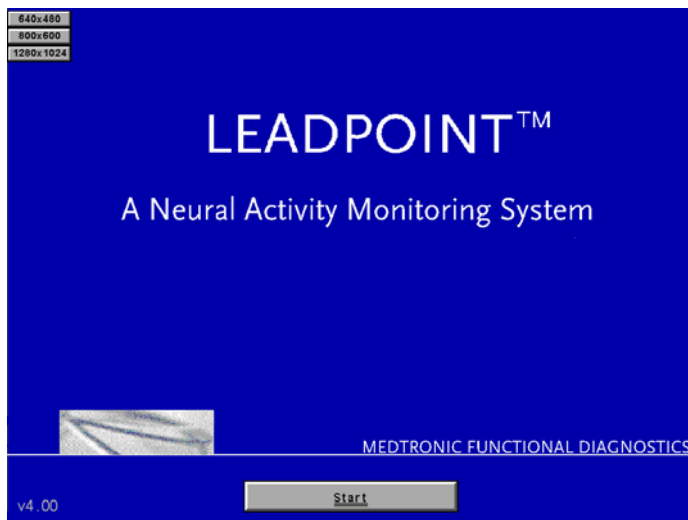 640x480
800x600
1280x1024
LEADPOINT™
A Neural Activity Monitoring System
MEDTRONIC FUNCTIONAL DIAGNOSTICS
v4.00
Start